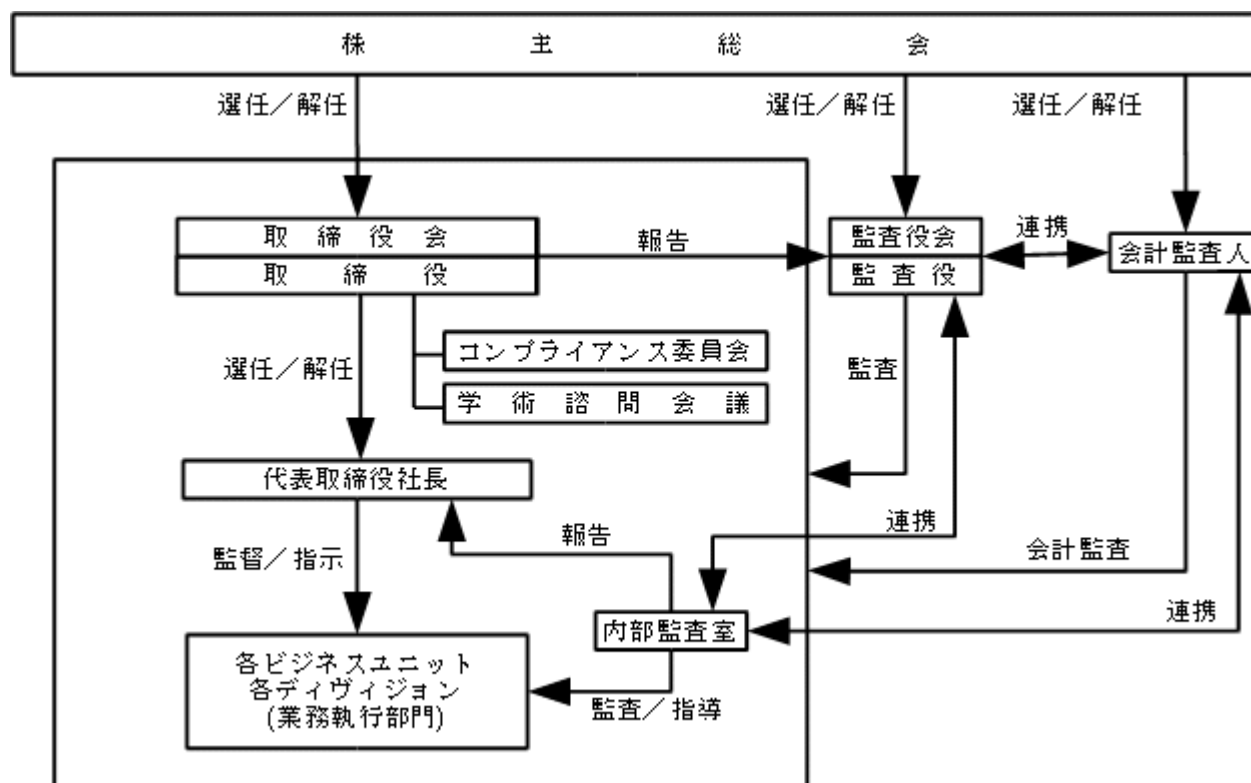 株主総会
選任／解任
選任／解任
選任／解任
取締役会
取締役
報告
監査役会
監査役
連携
会計監査人
コンプライアンス委員会
学術諮問会議
選任／解任
監査
代表取締役社長
報告
連携
監督／指示
会計監査
内部監査室
連携
各ビジネスユニット
各ディヴィジョン
(業務執行部門)
監査／指導